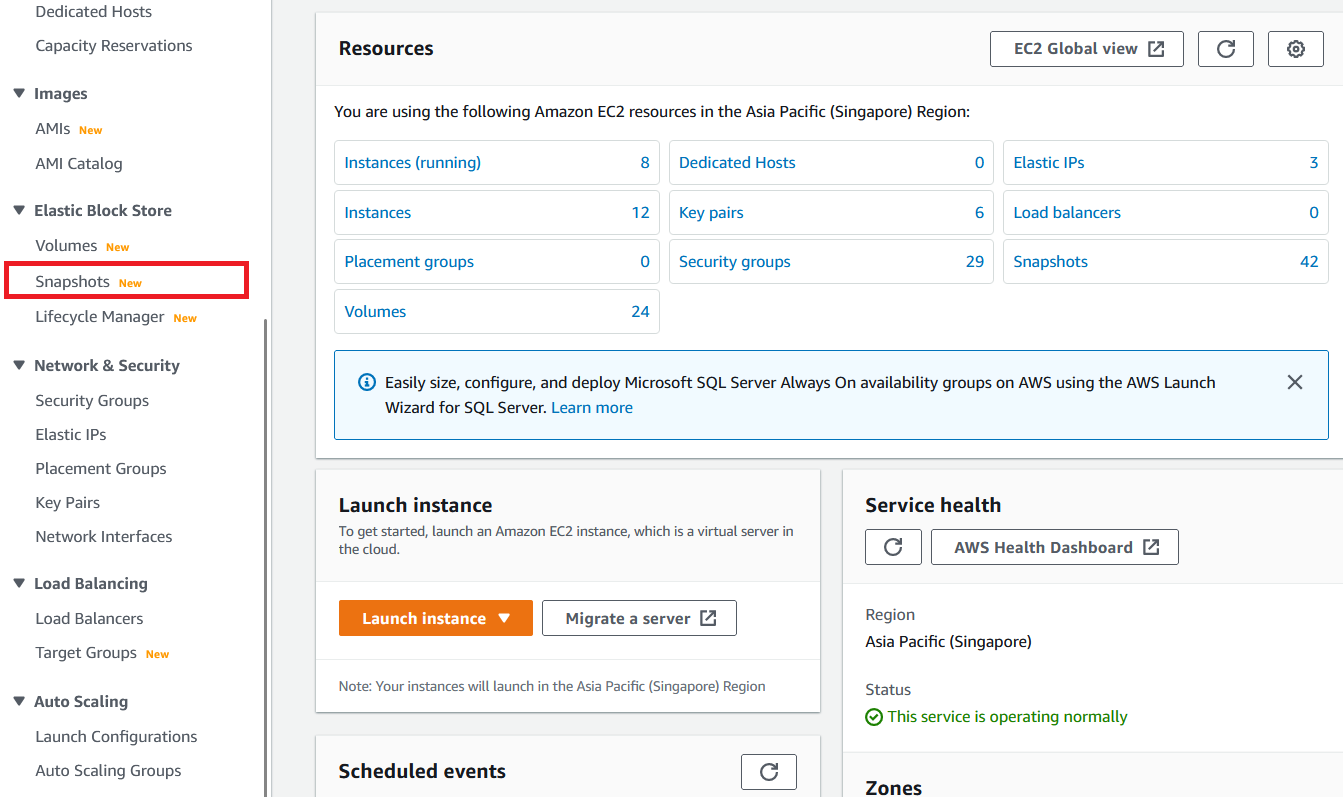 Dedicated Hosts
Capacity Reservations
Images
AMIs New
AMI Catalog
Elastic Block Store
Volumes New
Snapshots New
Lifecycle Manager New
Network & Security
Security Groups
Elastic IPs
Placement Groups
Key Pairs
Network Interfaces
Load Balancing
Load Balancers
Target Groups New
Auto Scaling
Launch Configurations
Auto Scaling Groups
Resources
EC2 Global view
You are using the following Amazon EC2 resources in the Asia Pacific (Singapore) Region:
Instances (running) 8
Dedicated Hosts 0
Elastic IPs 3
Instances 12
Key pairs 6
Load balancers 0
Placement groups 0
Security groups 29
Snapshots 42
Volumes 24
Easily size, configure, and deploy Microsoft SQL Server Always On availability groups on AWS using the AWS Launch
Wizard for SQL Server. Learn more
Launch instance
To get started, launch an Amazon EC2 instance, which is a virtual server in
the cloud.
Launch instance
Migrate a server
Note: Your instances will launch in the Asia Pacific (Singapore) Region
Scheduled events
Service health
AWS Health Dashboard
Region
Asia Pacific (Singapore)
Status
This service is operating normally
Zones